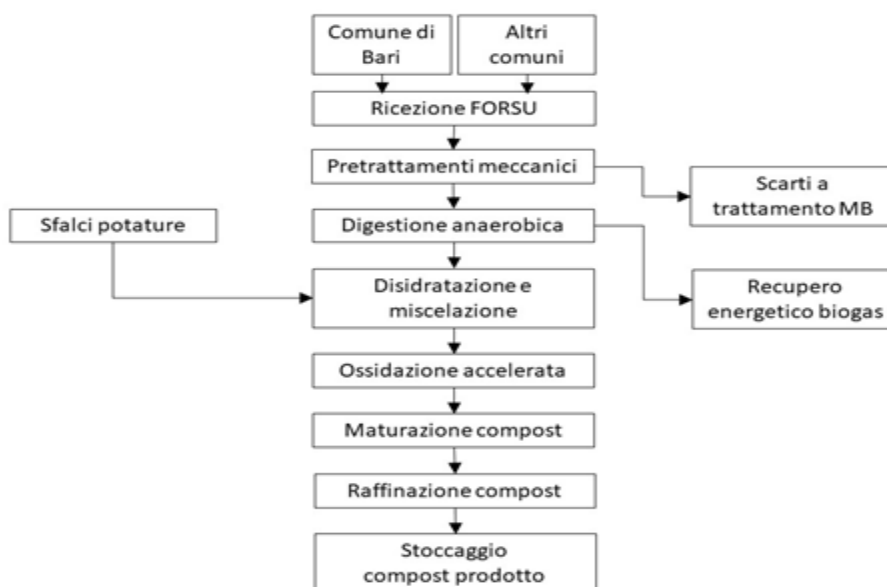 Comune di
Bari
Altri
comuni
Ricezione FORSU
Pretrattamenti meccanici
Scarti a
trattamento MB
Sfalci potature
Digestione anaerobica
Disidratazione e
miscelazione
Recupero
energetico biogas
Ossidazione accelerata
Maturazione compost
Raffinazione compost
Stoccaggio
compost prodotto